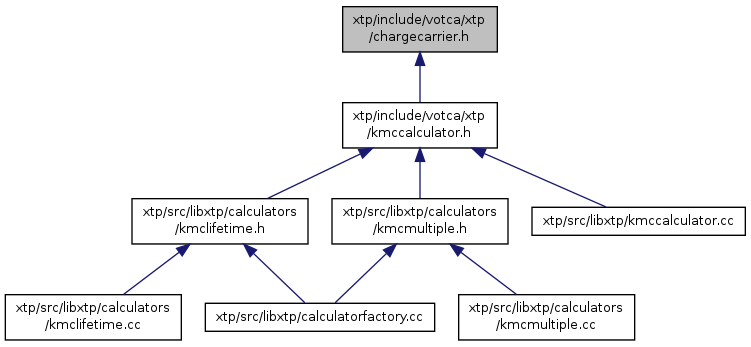 xtp/include/votca/xtp
/chargecarrier.h
xtp/include/votca/xtp
/kmccalculator.h
xtp/src/libxtp/calculators
/kmclifetime.h
xtp/src/libxtp/calculators
/kmcmultiple.h
xtp/src/libxtp/kmccalculator.cc
xtp/src/libxtp/calculators
/kmclifetime.cc
xtp/src/libxtp/calculatorfactory.cc
xtp/src/libxtp/calculators
/kmcmultiple.cc